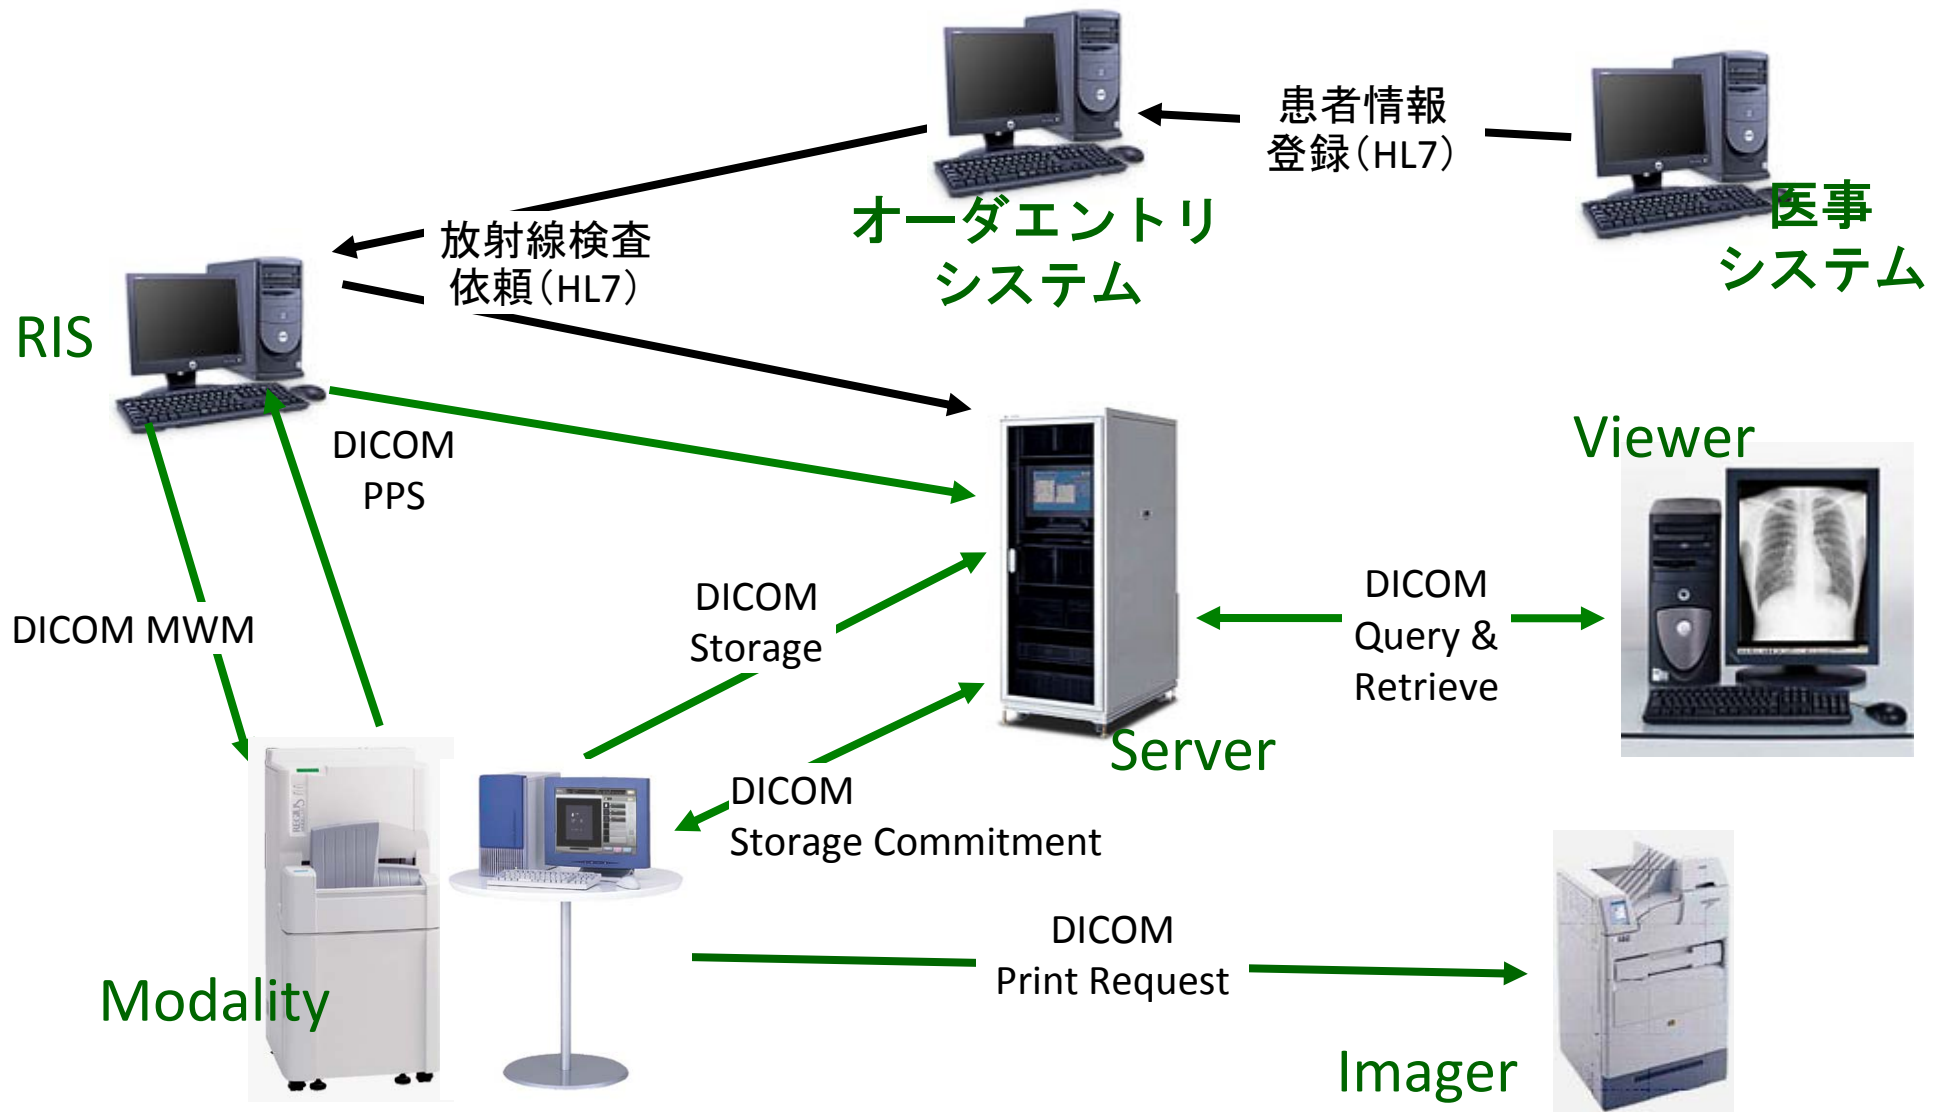 患者情報
登録（HL7）
オーダエントリ
システム
医事
システム
放射線検査
依頼（HL7）
RIS
DICOM
PPS
Viewer
DICOM MWM
DICOM
Storage
DICOM
Query &
Retrieve
Server
DICOM
Storage Commitment
REGIUS
DICOM
Print Request
Modality
Imager